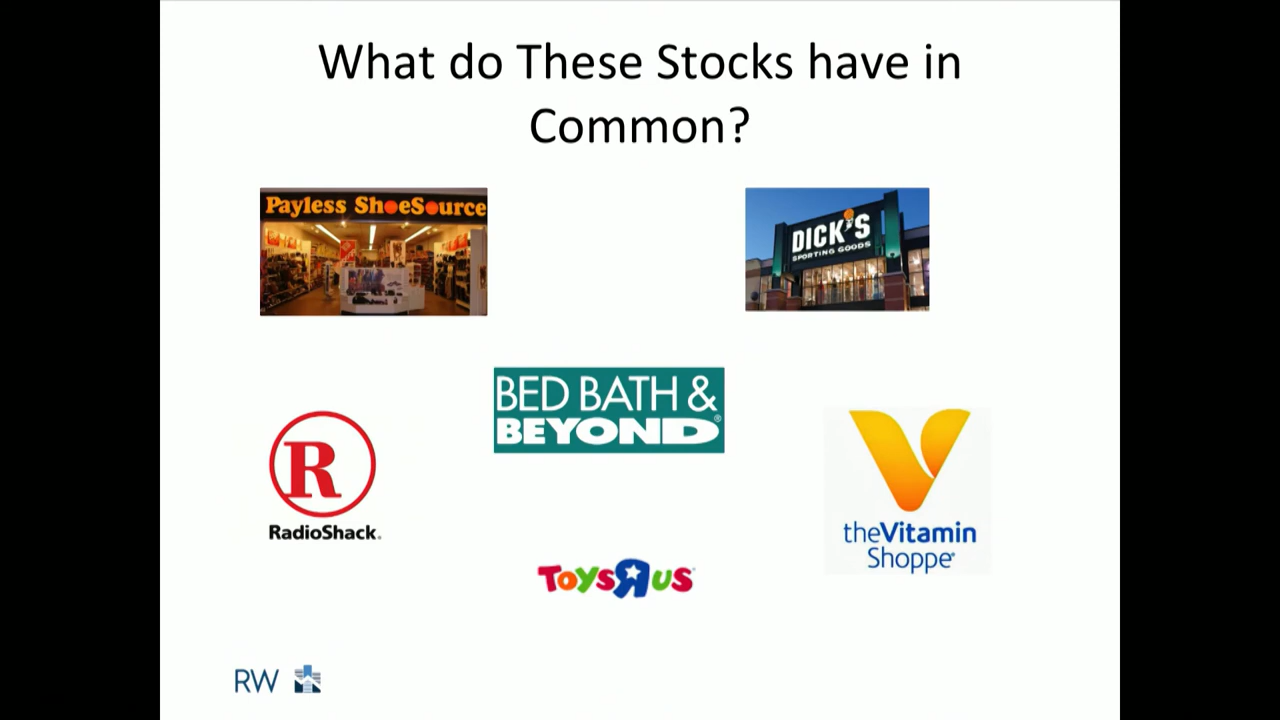 What do These Stocks have in
Common?
Payless ShoeSource
DICK'S
SPORTING GOODS
BED BATH &
BEYOND®
R
RadioShack.
theVitamin
Shoppe®
ToysRus
RW